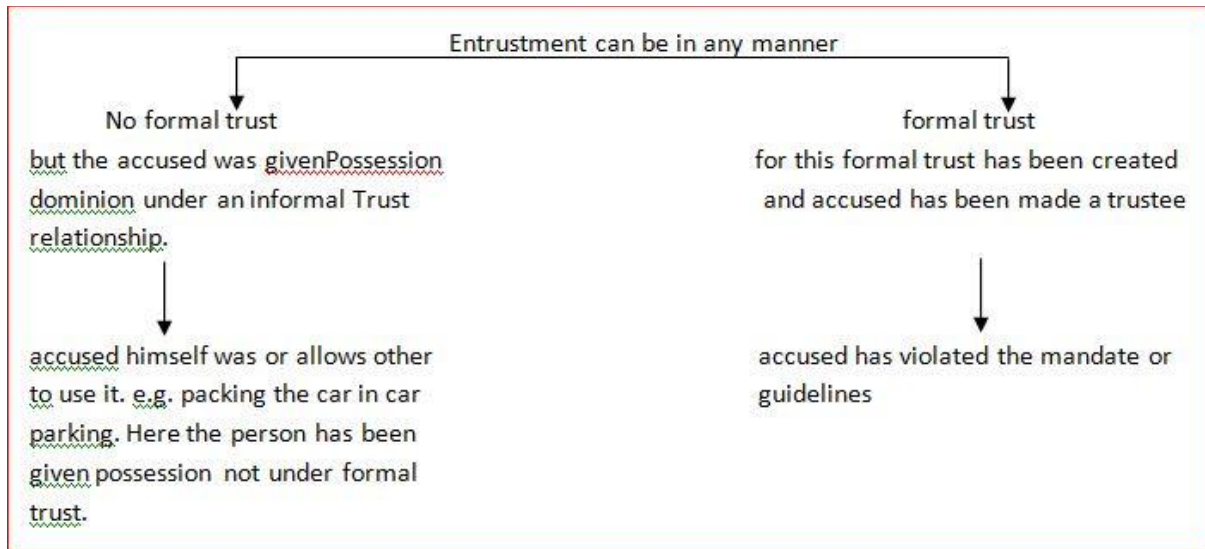 Entrustment can be in any manner
No formal trust
but the accused was givenPossession
dominion under an informal Trust
relationship.
accused himself was or allows other
to use it. e.g. packing the car in car
parking. Here the person has been
given possession not under formal
trust.
formal trust
for this formal trust has been created
and accused has been made a trustee
accused has violated the mandate or
guidelines